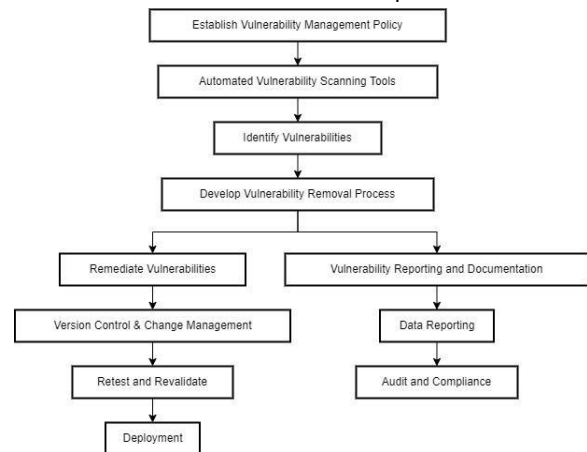 Establish Vulnerability Management Policy
Automated Vulnerability Scanning Tools
Identify Vulnerabilities
Develop Vulnerability Removal Process
Remediate Vulnerabilities
Vulnerability Reporting and Documentation
Version Control & Change Management
Data Reporting
Retest and Revalidate
Audit and Compliance
Deployment